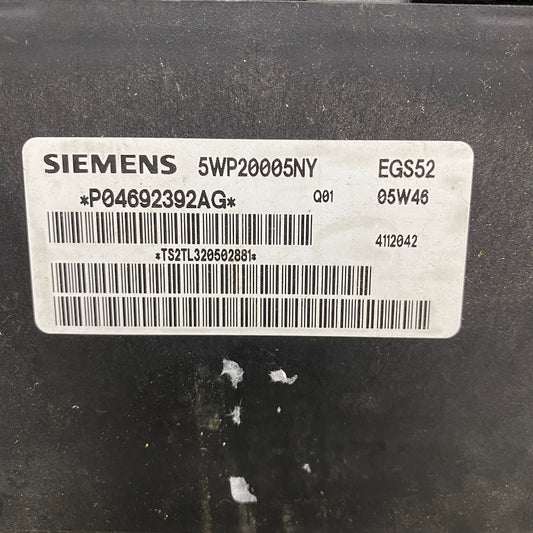 SIEMENS 5WP20005NY EGS52
*P04692392AG* Q01 05W46
4112042
*TS2TL320502881*